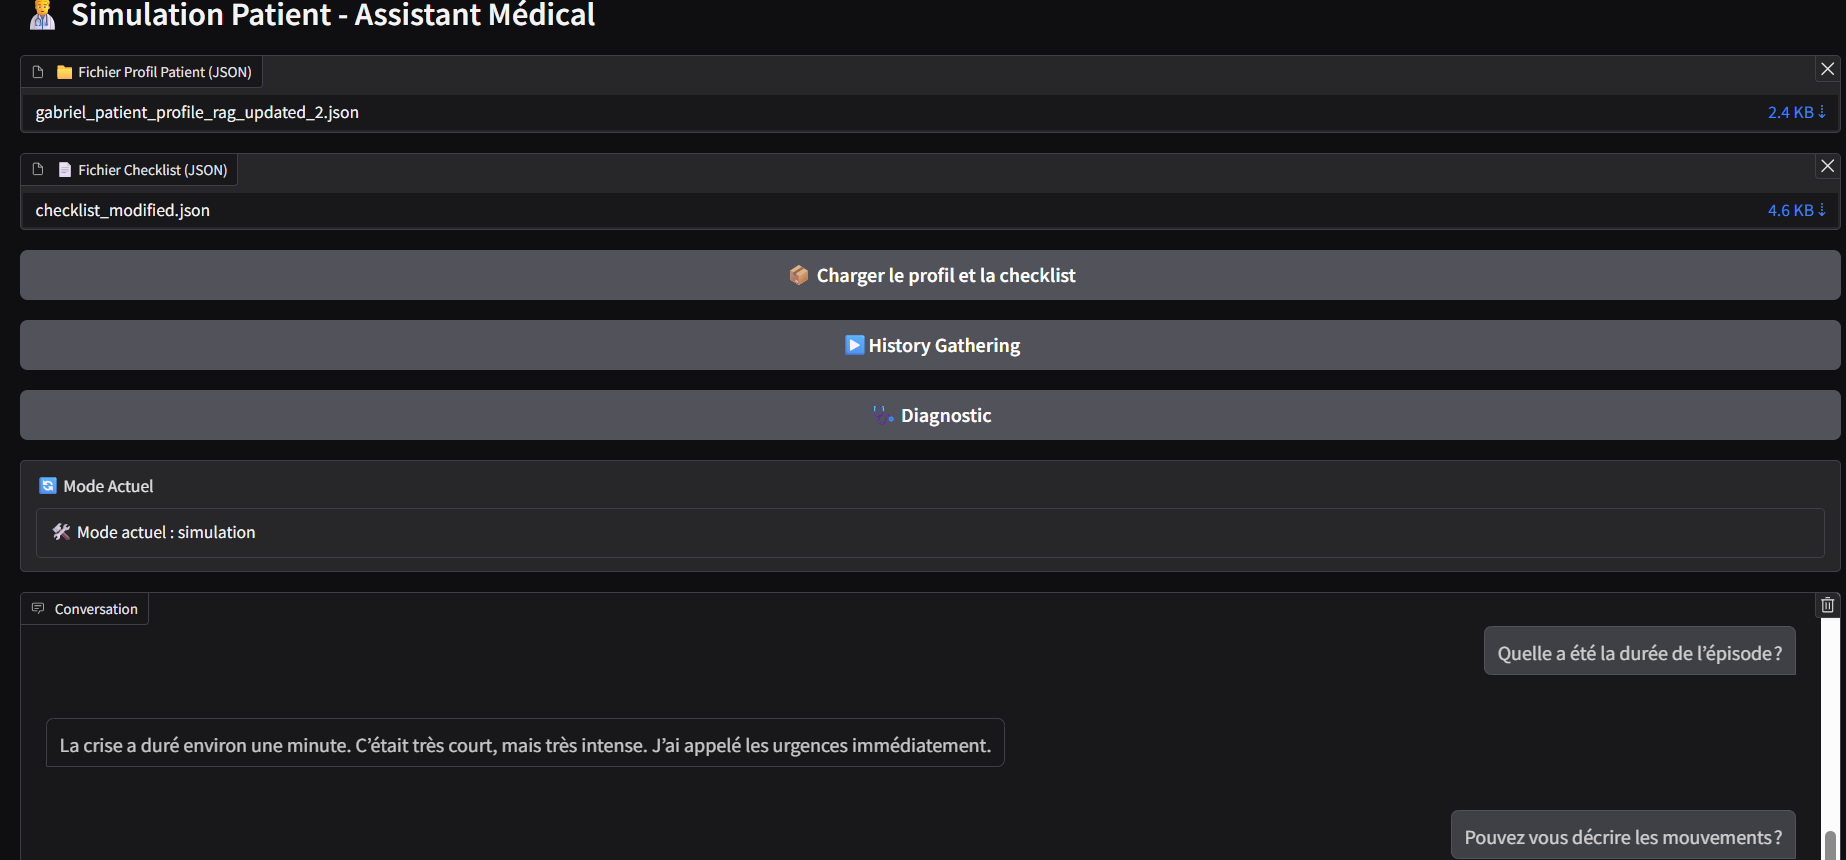 Simulation Patient - Assistant Médical
Fichier Profil Patient (JSON)
gabriel_patient_profile_rag_updated_2.json
2.4 KB ⇣
Fichier Checklist (JSON)
checklist_modified.json
4.6 KB ⇣
Charger le profil et la checklist
History Gathering
Diagnostic
Mode Actuel
Mode actuel : simulation
Conversation
Quelle a été la durée de l’épisode ?
La crise a duré environ une minute. C’était très court, mais très intense. J’ai appelé les urgences immédiatement.
Pouvez vous décrire les mouvements ?